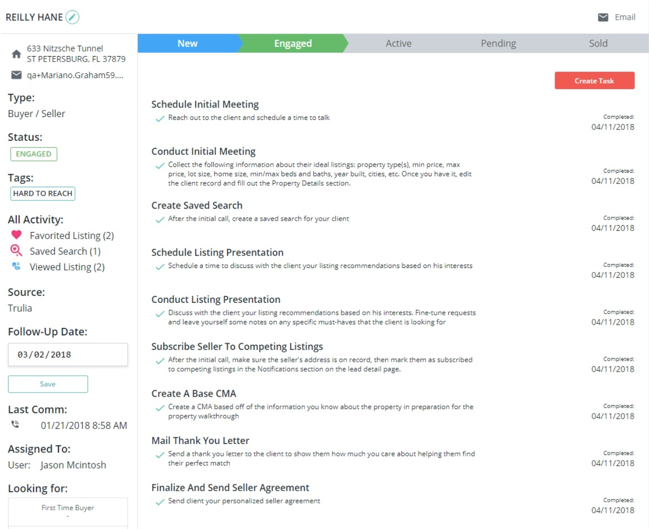 REILLY HANE
Email
633 Nitzsche Tunnel
ST PETERSBURG, FL 37879
qa+Mariano.Graham59....
Type:
Buyer / Seller
Status:
ENGAGED
Tags:
HARD TO REACH
All Activity:
Favorited Listing (2)
Saved Search (1)
Viewed Listing (2)
Source:
Trulia
Follow-Up Date:
03/02/2018
Save
Last Comm:
01/21/2018 8:58 AM
Assigned To:
User: Jason Mcintosh
Looking for:
First Time Buyer
-
New
Engaged
Active
Pending
Sold
Create Task
Schedule Initial Meeting
Reach out to the client and schedule a time to talk
Completed:
04/11/2018
Conduct Initial Meeting
Collect the following information about their ideal listings: property type(s), min price, max
price, lot size, home size, min/max beds and baths, year built, cities, etc. Once you have it, edit
the client record and fill out the Property Details section.
Completed:
04/11/2018
Create Saved Search
After the initial call, create a saved search for your client
Completed:
04/11/2018
Schedule Listing Presentation
Schedule a time to discuss with the client your listing recommendations based on his interests
Completed:
04/11/2018
Conduct Listing Presentation
Discuss with the client your listing recommendations based on his interests. Fine-tune requests
and leave yourself some notes on any specific must-haves that the client is looking for
Completed:
04/11/2018
Subscribe Seller To Competing Listings
After the initial call, make sure the seller's address is on record, then mark them as subscribed
to competing listings in the Notifications section on the lead detail page.
Completed:
04/11/2018
Create A Base CMA
Create a CMA based off of the information you know about the property in preparation for the
property walkthrough
Completed:
04/11/2018
Mail Thank You Letter
Send a thank you letter to the client to show them how much you care about helping them find
their perfect match
Completed:
04/11/2018
Finalize And Send Seller Agreement
Send client your personalized seller agreement
Completed:
04/11/2018